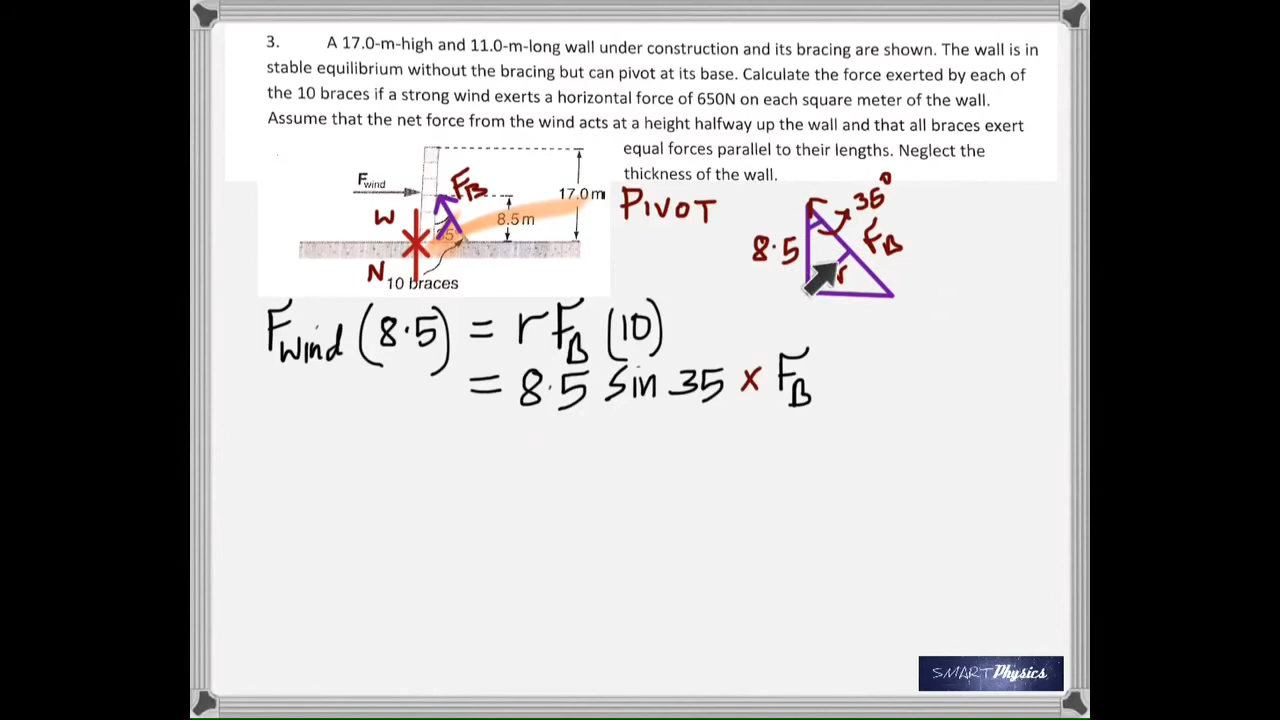 3. A 17.0-m-high and 11.0-m-long wall under construction and its bracing are shown. The wall is in
stable equilibrium without the bracing but can pivot at its base. Calculate the force exerted by each of
the 10 braces if a strong wind exerts a horizontal force of 650N on each square meter of the wall.
Assume that the net force from the wind acts at a height halfway up the wall and that all braces exert
equal forces parallel to their lengths. Neglect the
thickness of the wall.
Fwind
FB
17.0 m
W
8.5 m
N
10 braces
PIVOT
35°
8.5
FB
r
Fwind (8.5) = r FB (10)
= 8.5 sin 35 × FB
SMART Physics